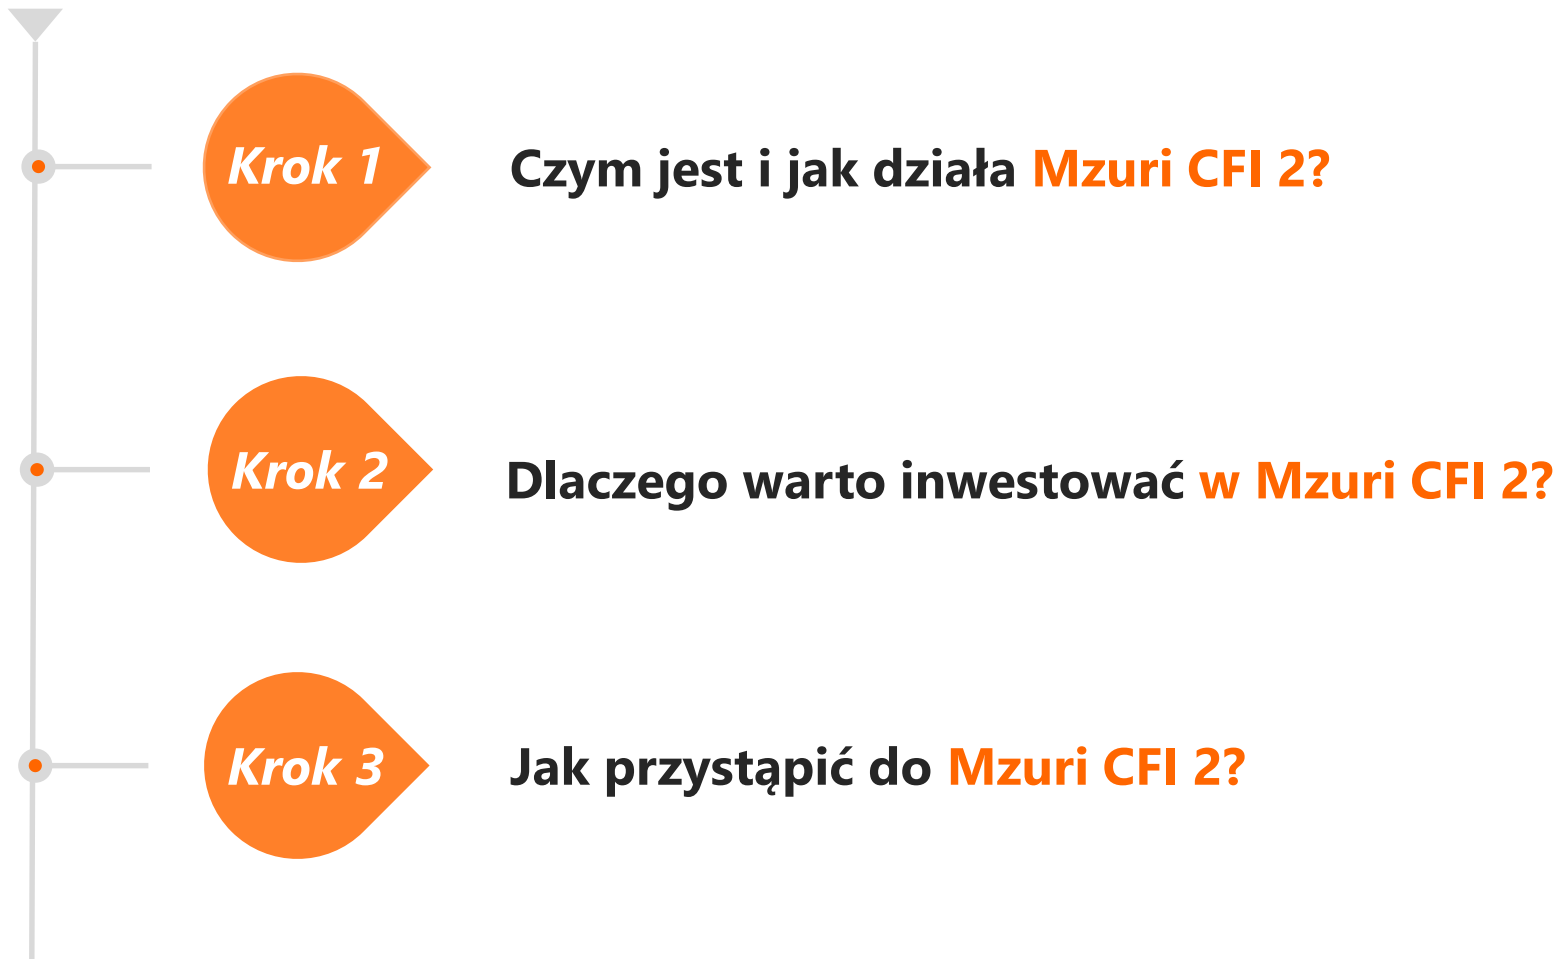 Krok 1
Czym jest i jak działa Mzuri CFI 2?
Krok 2
Dlaczego warto inwestować w Mzuri CFI 2?
Krok 3
Jak przystąpić do Mzuri CFI 2?